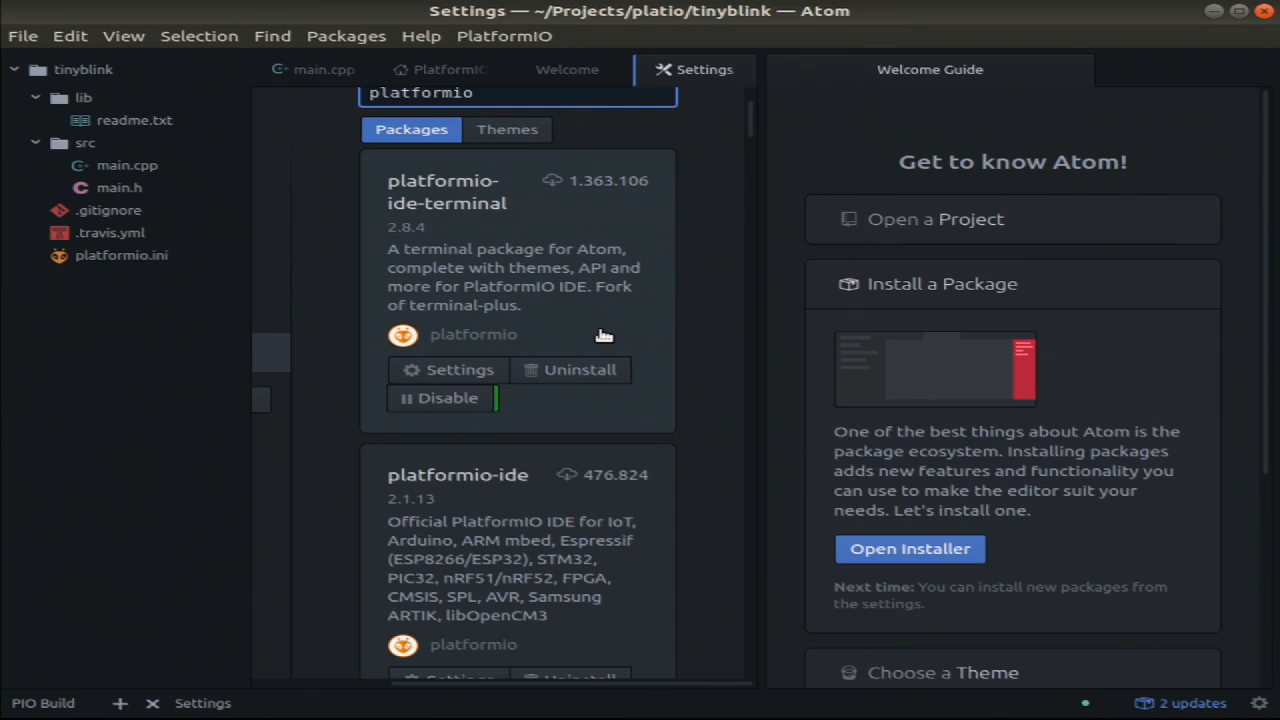 Settings — ~/Projects/platio/tinyblink — Atom
File Edit View Selection Find Packages Help PlatformIO
tinyblink
lib
readme.txt
src
main.cpp
main.h
.gitignore
.travis.yml
platformio.ini
main.cpp PlatformIO Welcome Settings
platformio
Packages Themes
platformio-
ide-terminal
1.363.106
2.8.4
A terminal package for Atom,
complete with themes, API and
more for PlatformIO IDE. Fork
of terminal-plus.
platformio
Settings Uninstall
Disable
platformio-ide 476.824
2.1.13
Official PlatformIO IDE for IoT,
Arduino, ARM mbed, Espressif
(ESP8266/ESP32), STM32,
PIC32, nRF51/nRF52, FPGA,
CMSIS, SPL, AVR, Samsung
ARTIK, libOpenCM3
platformio
Settings Uninstall
Welcome Guide
Get to know Atom!
Open a Project
Install a Package
One of the best things about Atom is the
package ecosystem. Installing packages
adds new features and functionality you
can use to make the editor suit your
needs. Let's install one.
Open Installer
Next time: You can install new packages from
the settings.
Choose a Theme
PIO Build Settings 2 updates